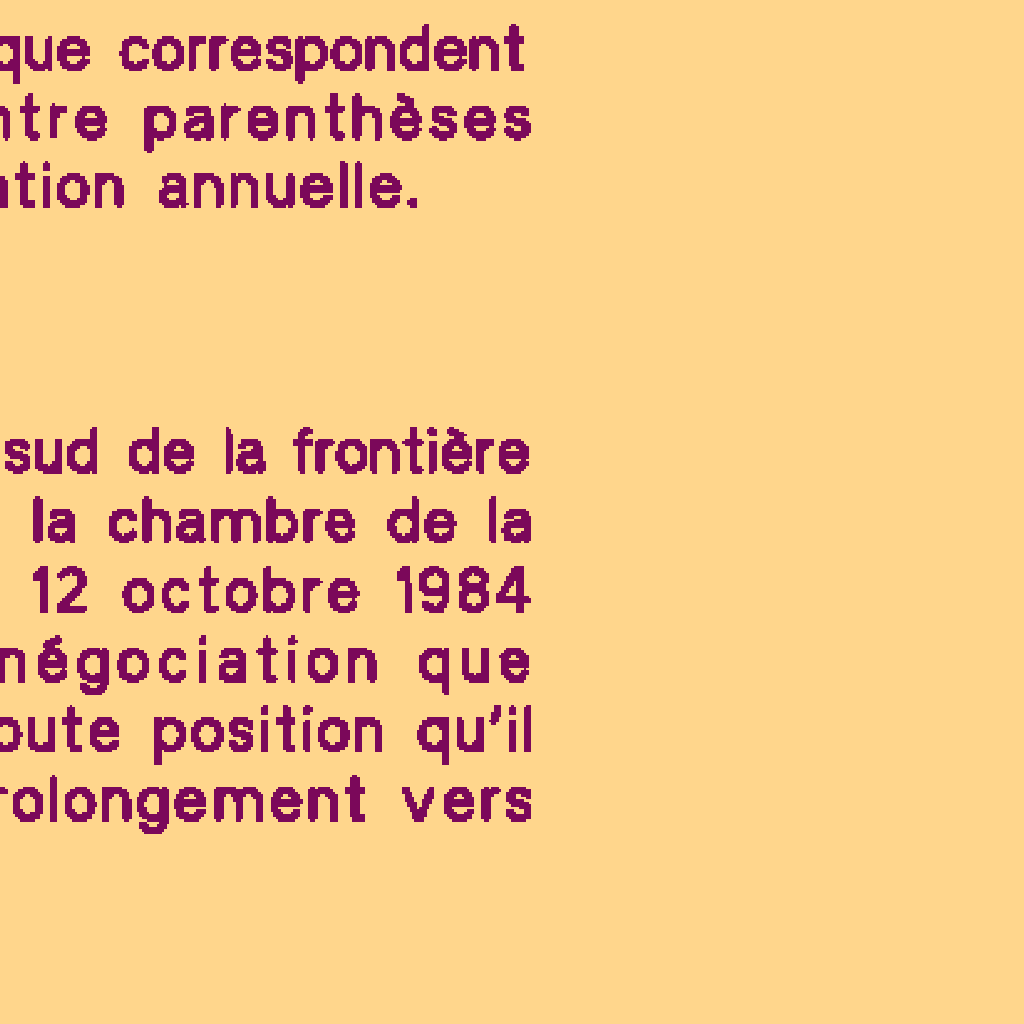 que correspondent
ntre parenthèses
tion annuelle.
sud de la frontière
la chambre de la
12 octobre 1984
négociation que
oute position qu'il
rolongement vers